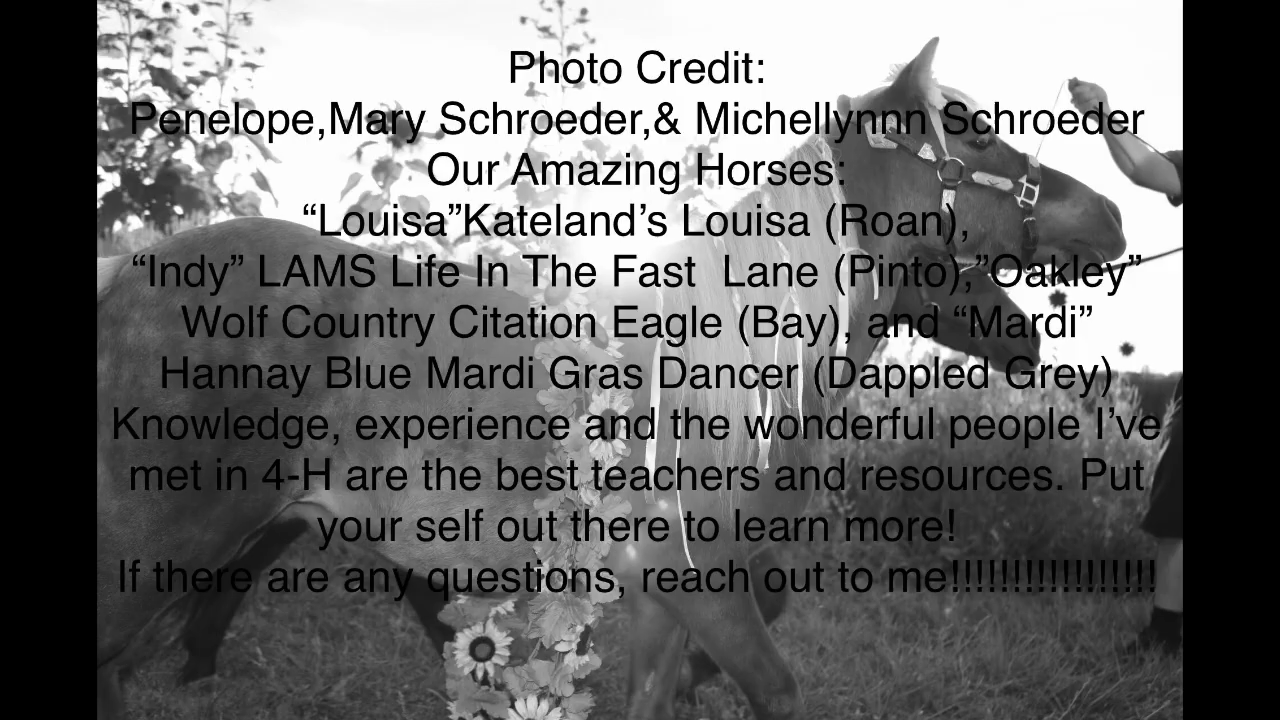 Photo Credit:
Penelope,Mary Schroeder,& Michellynnn Schroeder
Our Amazing Horses:
“Louisa”Kateland’s Louisa (Roan),
“Indy” LAMS Life In The Fast  Lane (Pinto),”Oakley”
Wolf Country Citation Eagle (Bay), and “Mardi”
Hannay Blue Mardi Gras Dancer (Dappled Grey)
Knowledge, experience and the wonderful people I’ve
met in 4-H are the best teachers and resources. Put
your self out there to learn more!
If there are any questions, reach out to me!!!!!!!!!!!!!!!!!